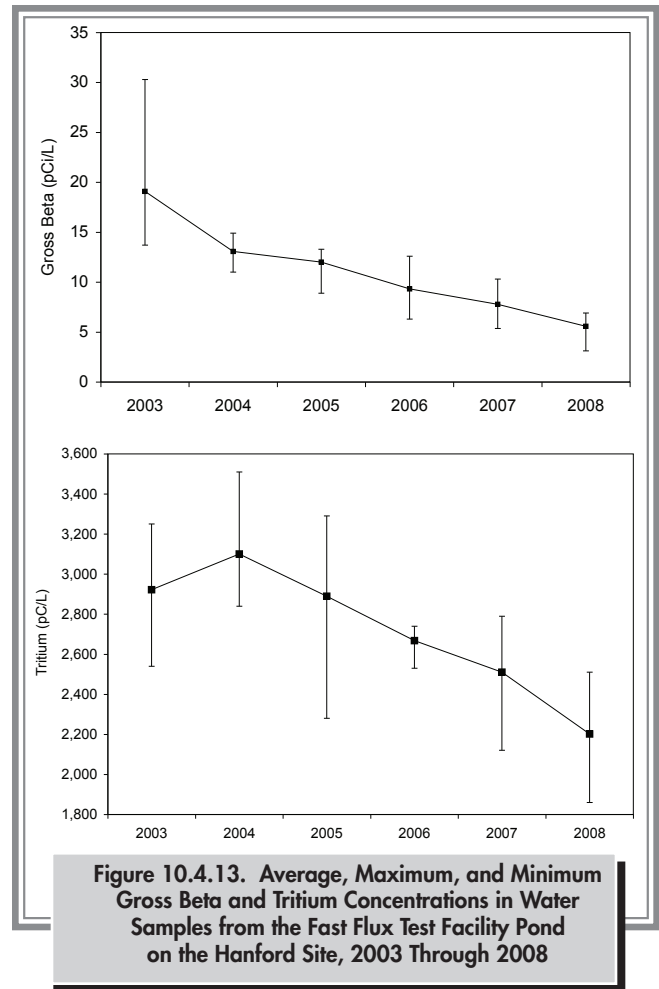 35
30
25
20
15
10
5
0
Gross Beta (pCi/L)
2003 2004 2005 2006 2007 2008
3,600
3,400
3,200
3,000
2,800
2,600
2,400
2,200
2,000
1,800
Tritium (pC/L)
2003 2004 2005 2006 2007 2008
Figure 10.4.13. Average, Maximum, and Minimum
Gross Beta and Tritium Concentrations in Water
Samples from the Fast Flux Test Facility Pond
on the Hanford Site, 2003 Through 2008